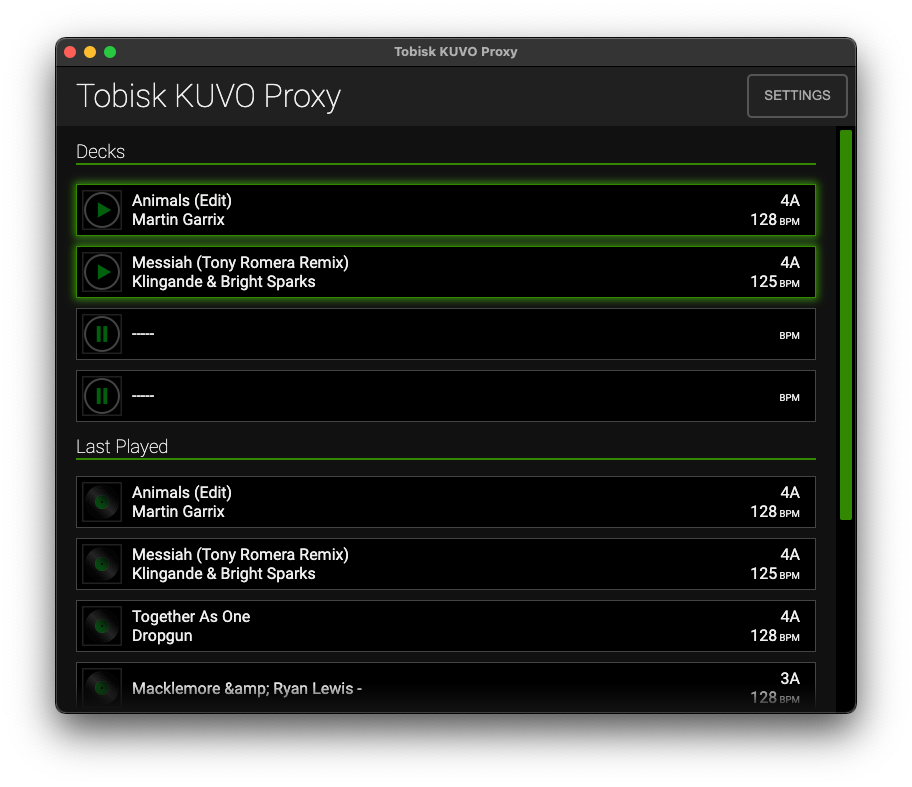 Tobisk KUVO Proxy
Tobisk KUVO Proxy
SETTINGS
Decks
Animals (Edit)
4A
Martin Garrix
128 BPM
Messiah (Tony Romera Remix)
4A
Klingande & Bright Sparks
125 BPM
-----
BPM
-----
BPM
Last Played
Animals (Edit)
4A
Martin Garrix
128 BPM
Messiah (Tony Romera Remix)
4A
Klingande & Bright Sparks
125 BPM
Together As One
4A
Dropgun
128 BPM
Macklemore &amp; Ryan Lewis -
3A
128 BPM